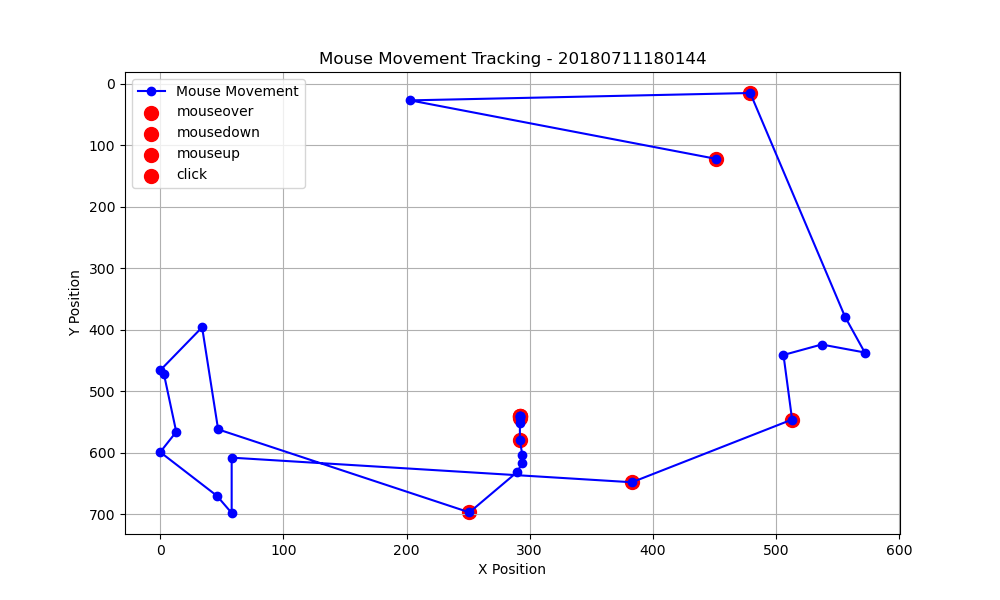 Mouse Movement Tracking - 20180711180144
Mouse Movement
mouseover
mousedown
mouseup
click
0
100
200
300
400
500
600
700
Y Position
0 100 200 300 400 500 600
X Position